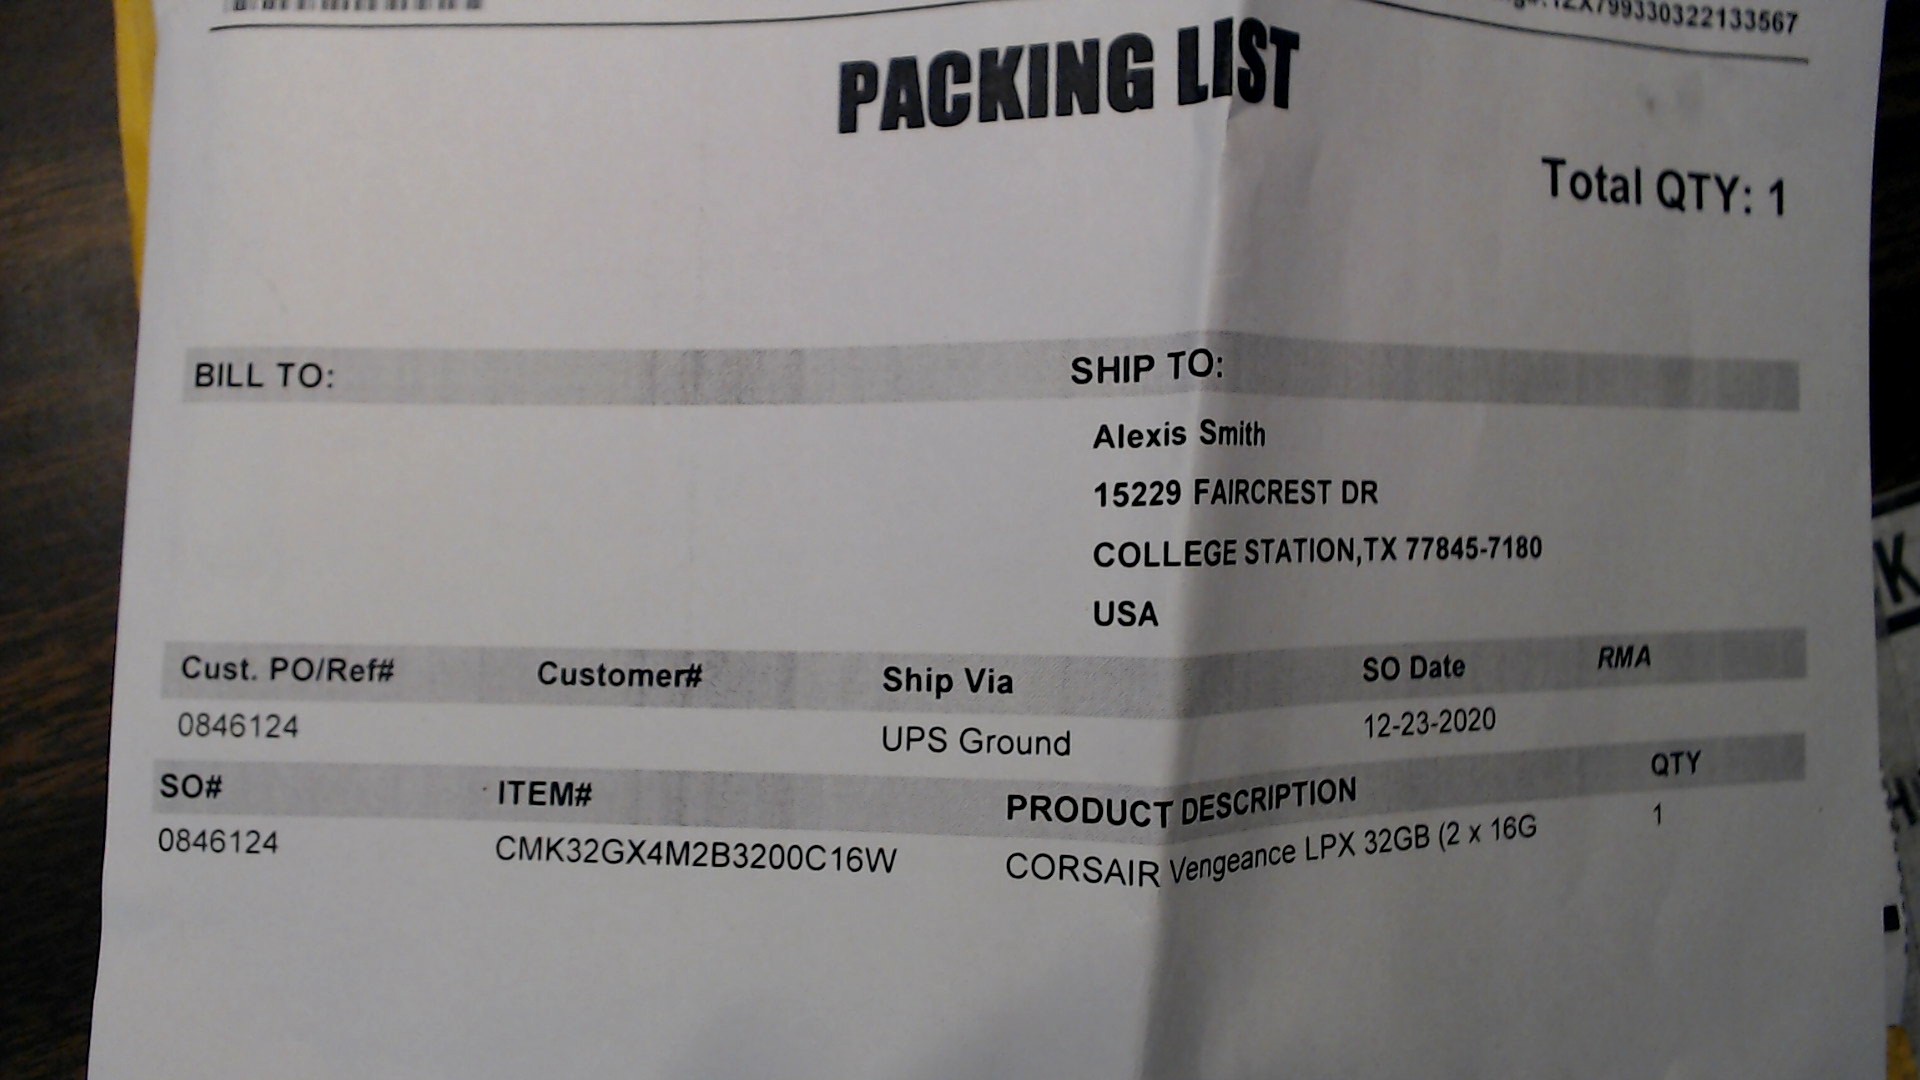 PACKING LIST
Total QTY: 1
BILL TO: SHIP TO:
Alexis Smith
15229 FAIRCREST DR
COLLEGE STATION,TX 77845-7180
USA
Cust. PO/Ref# Customer# Ship Via SO Date RMA
0846124 UPS Ground 12-23-2020
SO# ITEM# PRODUCT DESCRIPTION QTY
0846124 CMK32GX4M2B3200C16W CORSAIR Vengeance LPX 32GB (2 x 16G 1